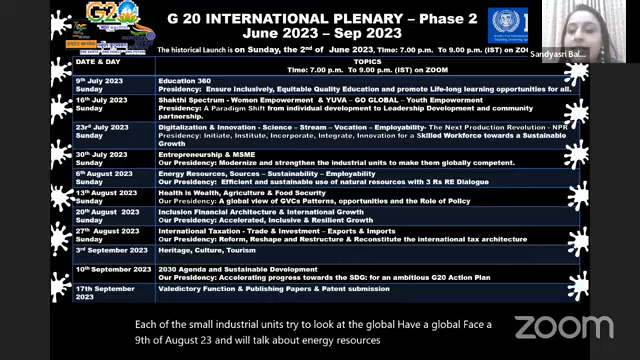 G 20 INTERNATIONAL PLENARY – Phase 2
June 2023 – Sep 2023
The historical Launch is on Sunday, the 2nd of June 2023, Time: 7.00 p.m. To 9.00 p.m. (IST) on ZOOM
Sandyasri Bal...
DATE & DAY
TOPICS
Time: 7.00 p.m. To 9.00 p.m. (IST) on ZOOM
9th July 2023
Sunday
Education 360
Presidency: Ensure Inclusively, Equitable Quality Education and promote Life-long learning opportunities for all.
16th July 2023
Sunday
Shakthi Spectrum - Women Empowerment & YUVA – GO GLOBAL – Youth Empowerment
Presidency: A Paradigm Shift from individual development to Leadership Development and community
partnership.
23rd July 2023
Sunday
Digitalization & Innovation - Science – Stream – Vocation – Employability- The Next Production Revolution - NPR
Presidency: Initiate, Institute, Incorporate, Integrate, Innovation for a Skilled Workforce towards a Sustainable
Growth
30th July 2023
Sunday
Entrepreneurship & MSME
Our Presidency: Modernize and strengthen the industrial units to make them globally competent.
6th August 2023
Sunday
Energy Resources, Sources – Sustainability – Employability
Our Presidency: Efficient and sustainable use of natural resources with 3 Rs RE Dialogue
13th August 2023
Sunday
Health is Wealth, Agriculture & Food Security
Our Presidency: A global view of GVCs Patterns, opportunities and the Role of Policy
20th August 2023
Sunday
Inclusion Financial Architecture & International Growth
Our Presidency: Accelerated, Inclusive & Resilient Growth
27th August 2023
Sunday
International Taxation - Trade & Investment – Exports & Imports
Our Presidency: Reform, Reshape and Restructure & Reconstitute the international tax architecture
3rd September 2023
Heritage, Culture, Tourism
10th September 2023
2030 Agenda and Sustainable Development
Our Presidency: Accelerating progress towards the SDG: for an ambitious G20 Action Plan
17th September
2023
Valedictory Function & Publishing Papers & Patent submission
Each of the small industrial units try to look at the global Have a global Face a
9th of August 23 and will talk about energy resources
zoom